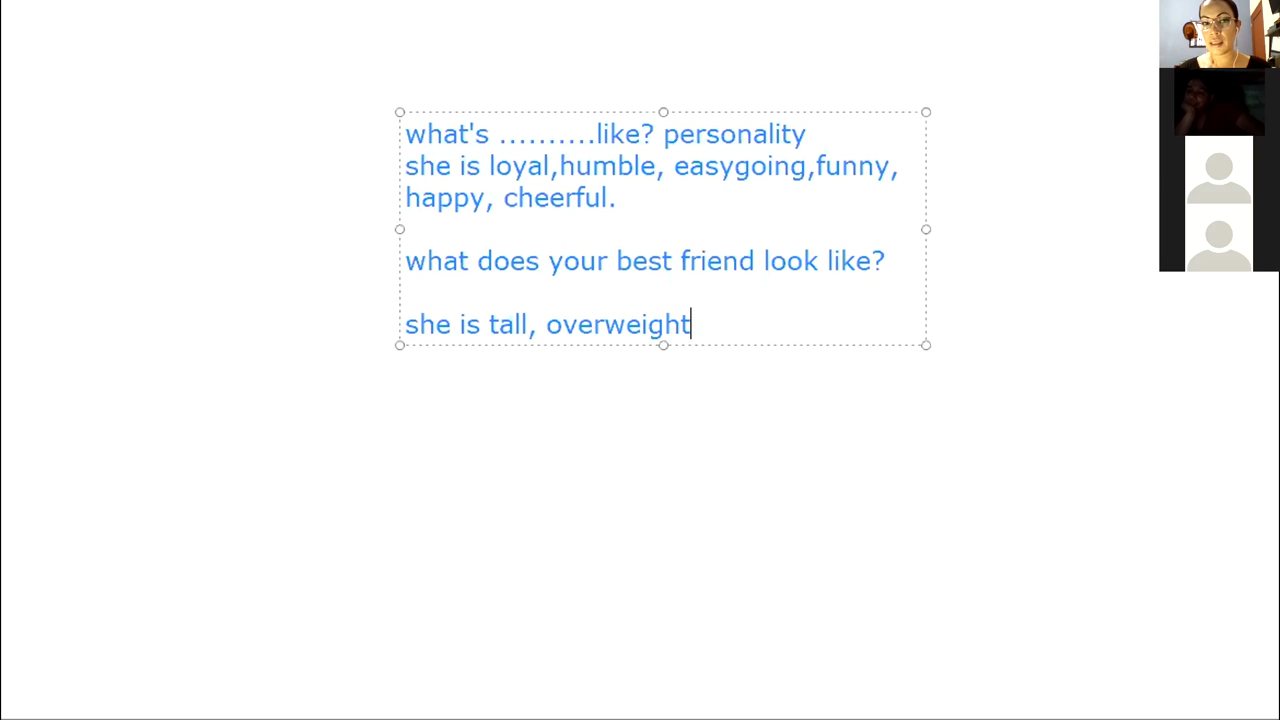 what's ..........like? personality
she is loyal,humble, easygoing,funny,
happy, cheerful.
what does your best friend look like?
she is tall, overweight